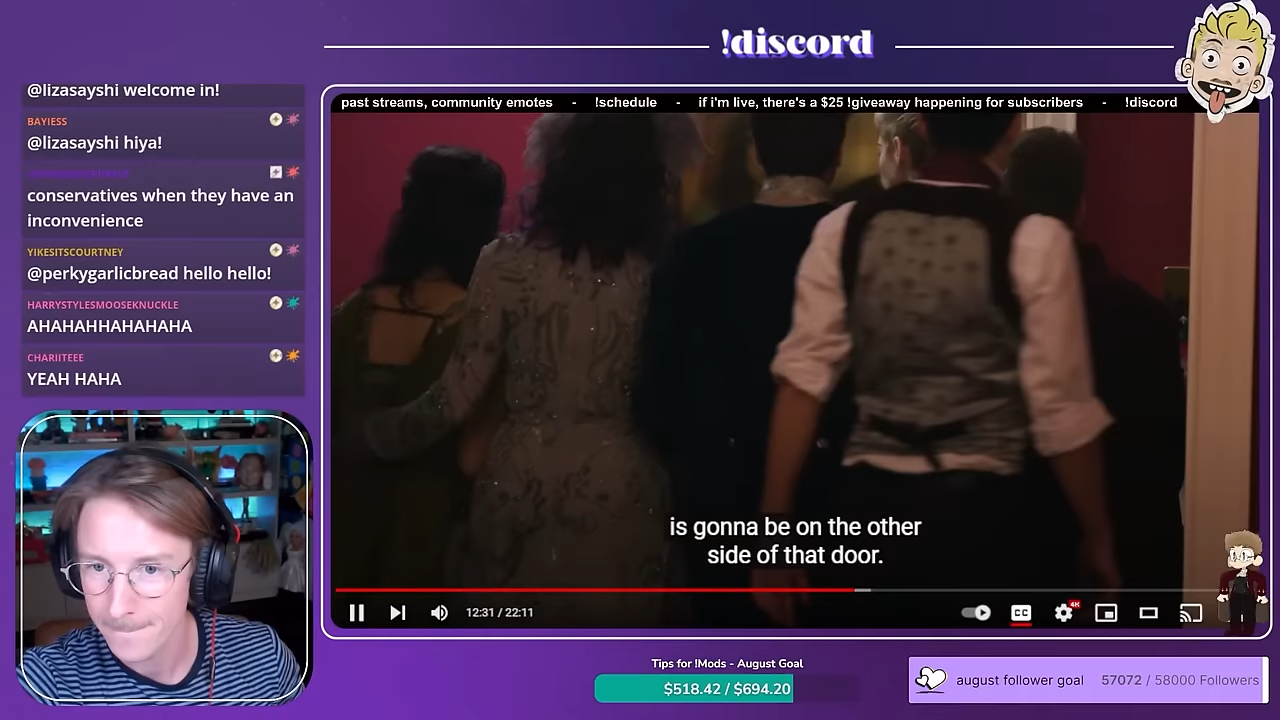 !discord
past streams, community emotes - !schedule - if i'm live, there's a $25 !giveaway happening for subscribers - !discord
@lizasayshi welcome in!
BAYIESS
@lizasayshi hiya!
conservatives when they have an
inconvenience
YIKESITSCOURTNEY
@perkygarlicbread hello hello!
HARRYSTYLESMOOSEKNUCKLE
AHAHAHHAHAHAHA
CHARIITEEE
YEAH HAHA
is gonna be on the other
side of that door.
12:31 / 22:11
CC
4K
Tips for !Mods - August Goal
$518.42 / $694.20
august follower goal 57072 / 58000 Followers